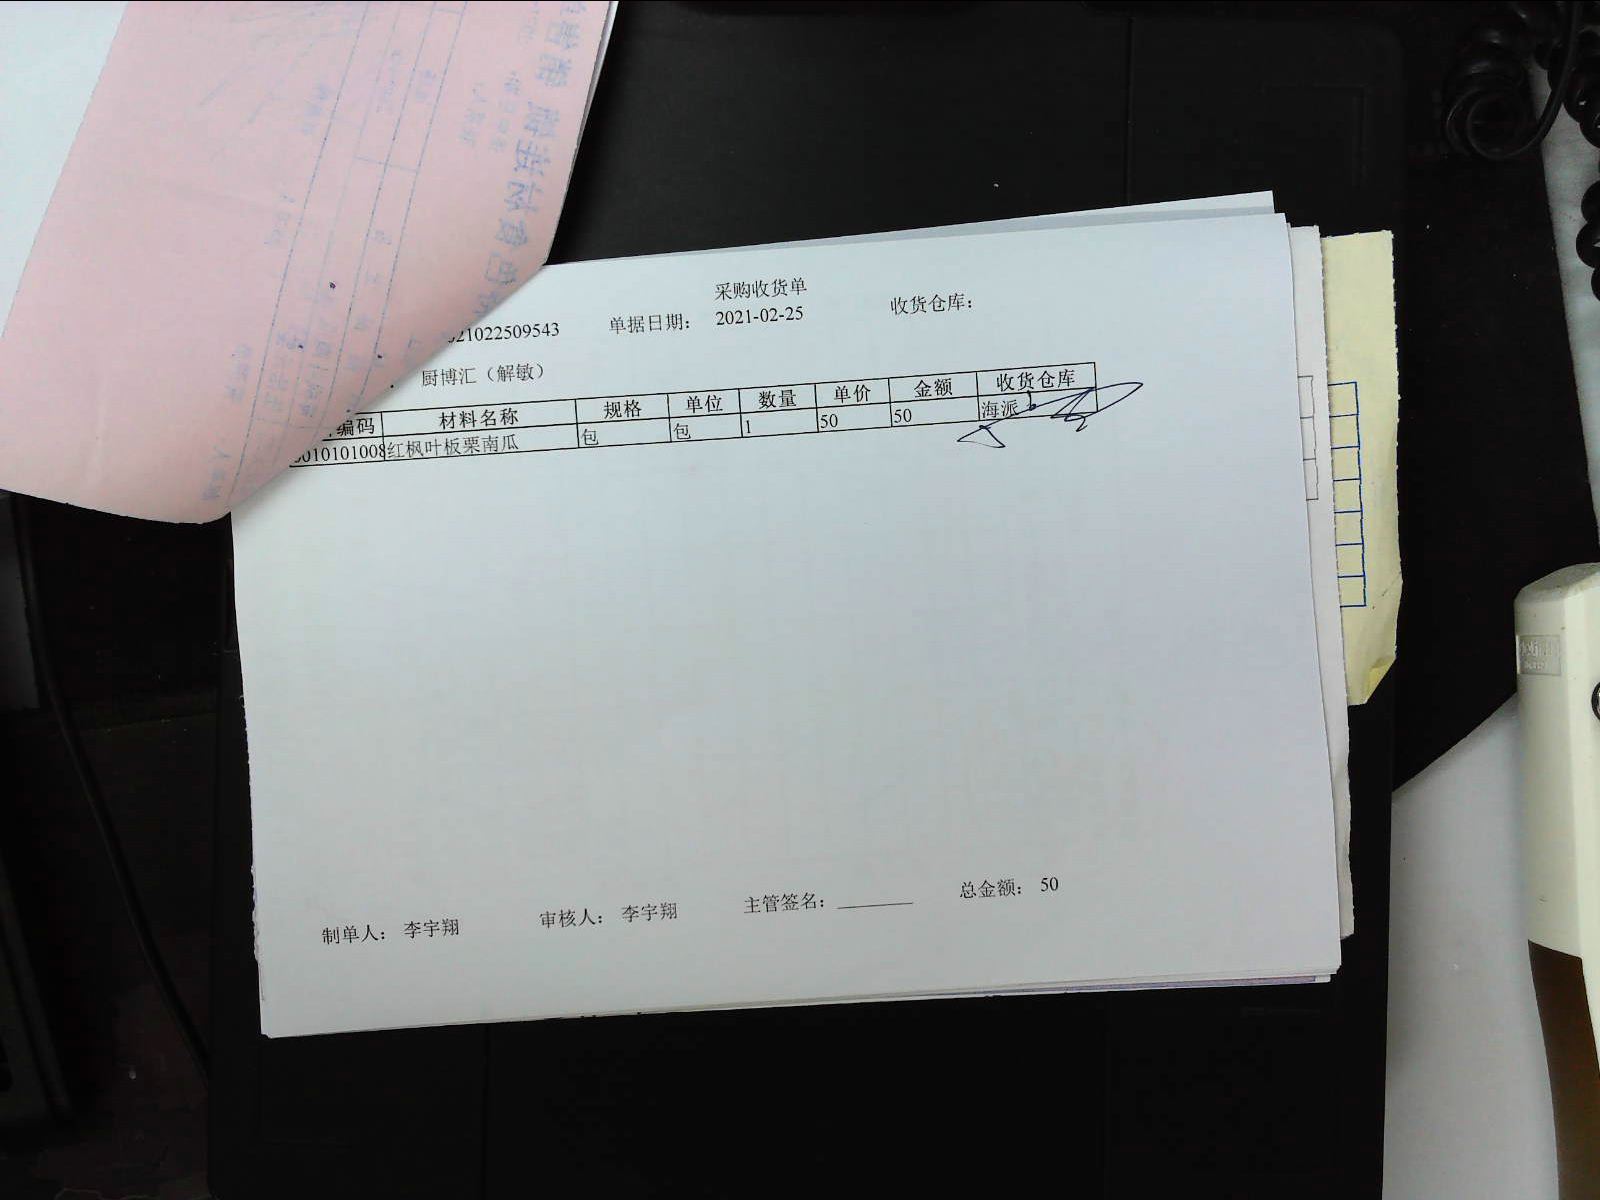 采购收货单
21022509543 单据日期： 2021-02-25 收货仓库：
厨博汇（解敏）
编码 材料名称 规格 单位 数量 单价 金额 收货仓库
010101008 红枫叶板栗南瓜 包 包 1 50 50 海派
制单人： 李宇翔 审核人： 李宇翔 主管签名： 总金额： 50